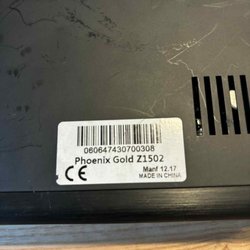 060647430700308
Phoenix Gold Z1502
CE
Manf 12.17
MADE IN CHINA